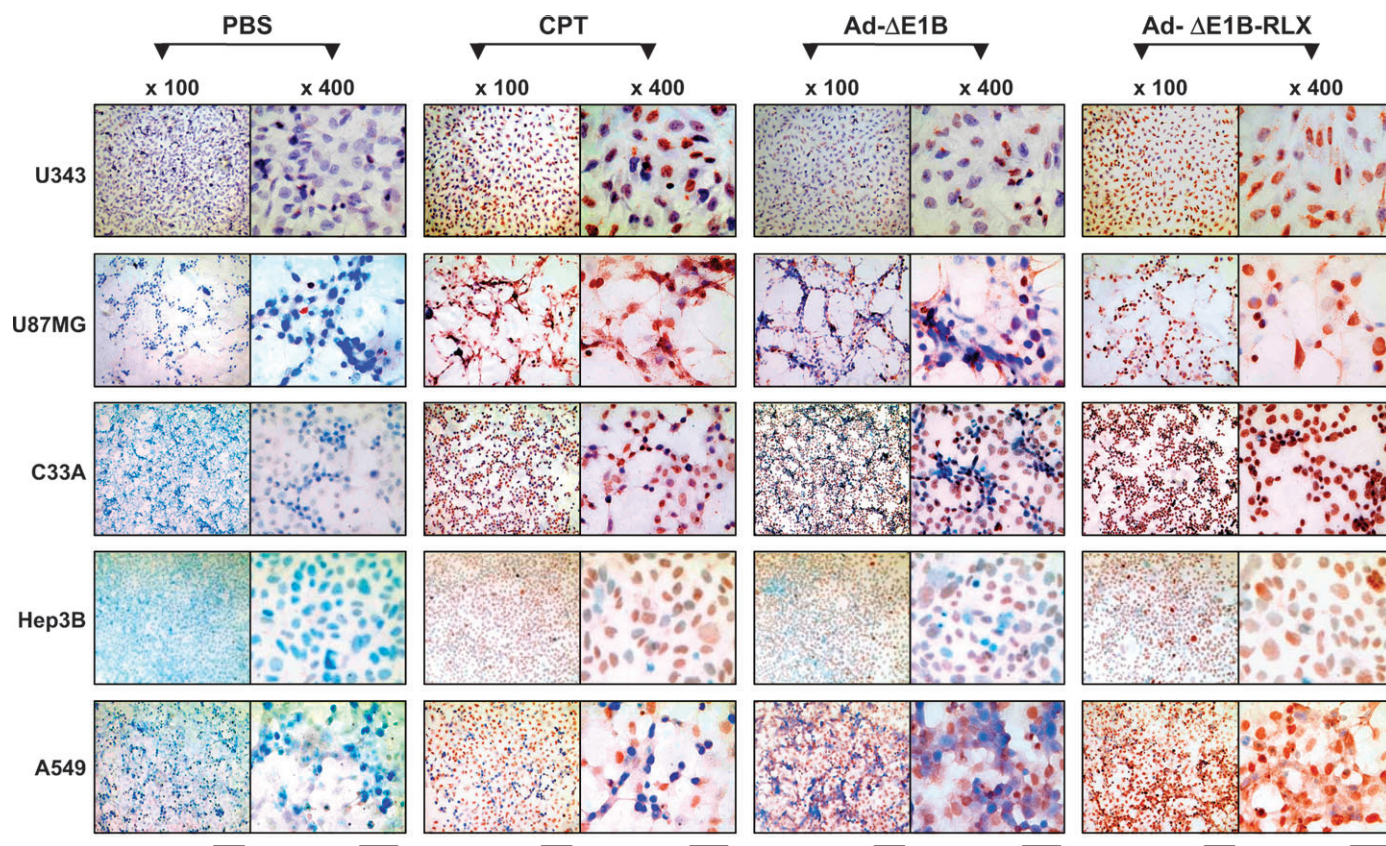 PBS CPT Ad-ΔE1B Ad- ΔE1B-RLX
x 100 x 400 x 100 x 400 x 100 x 400 x 100 x 400
U343
U87MG
C33A
Hep3B
A549